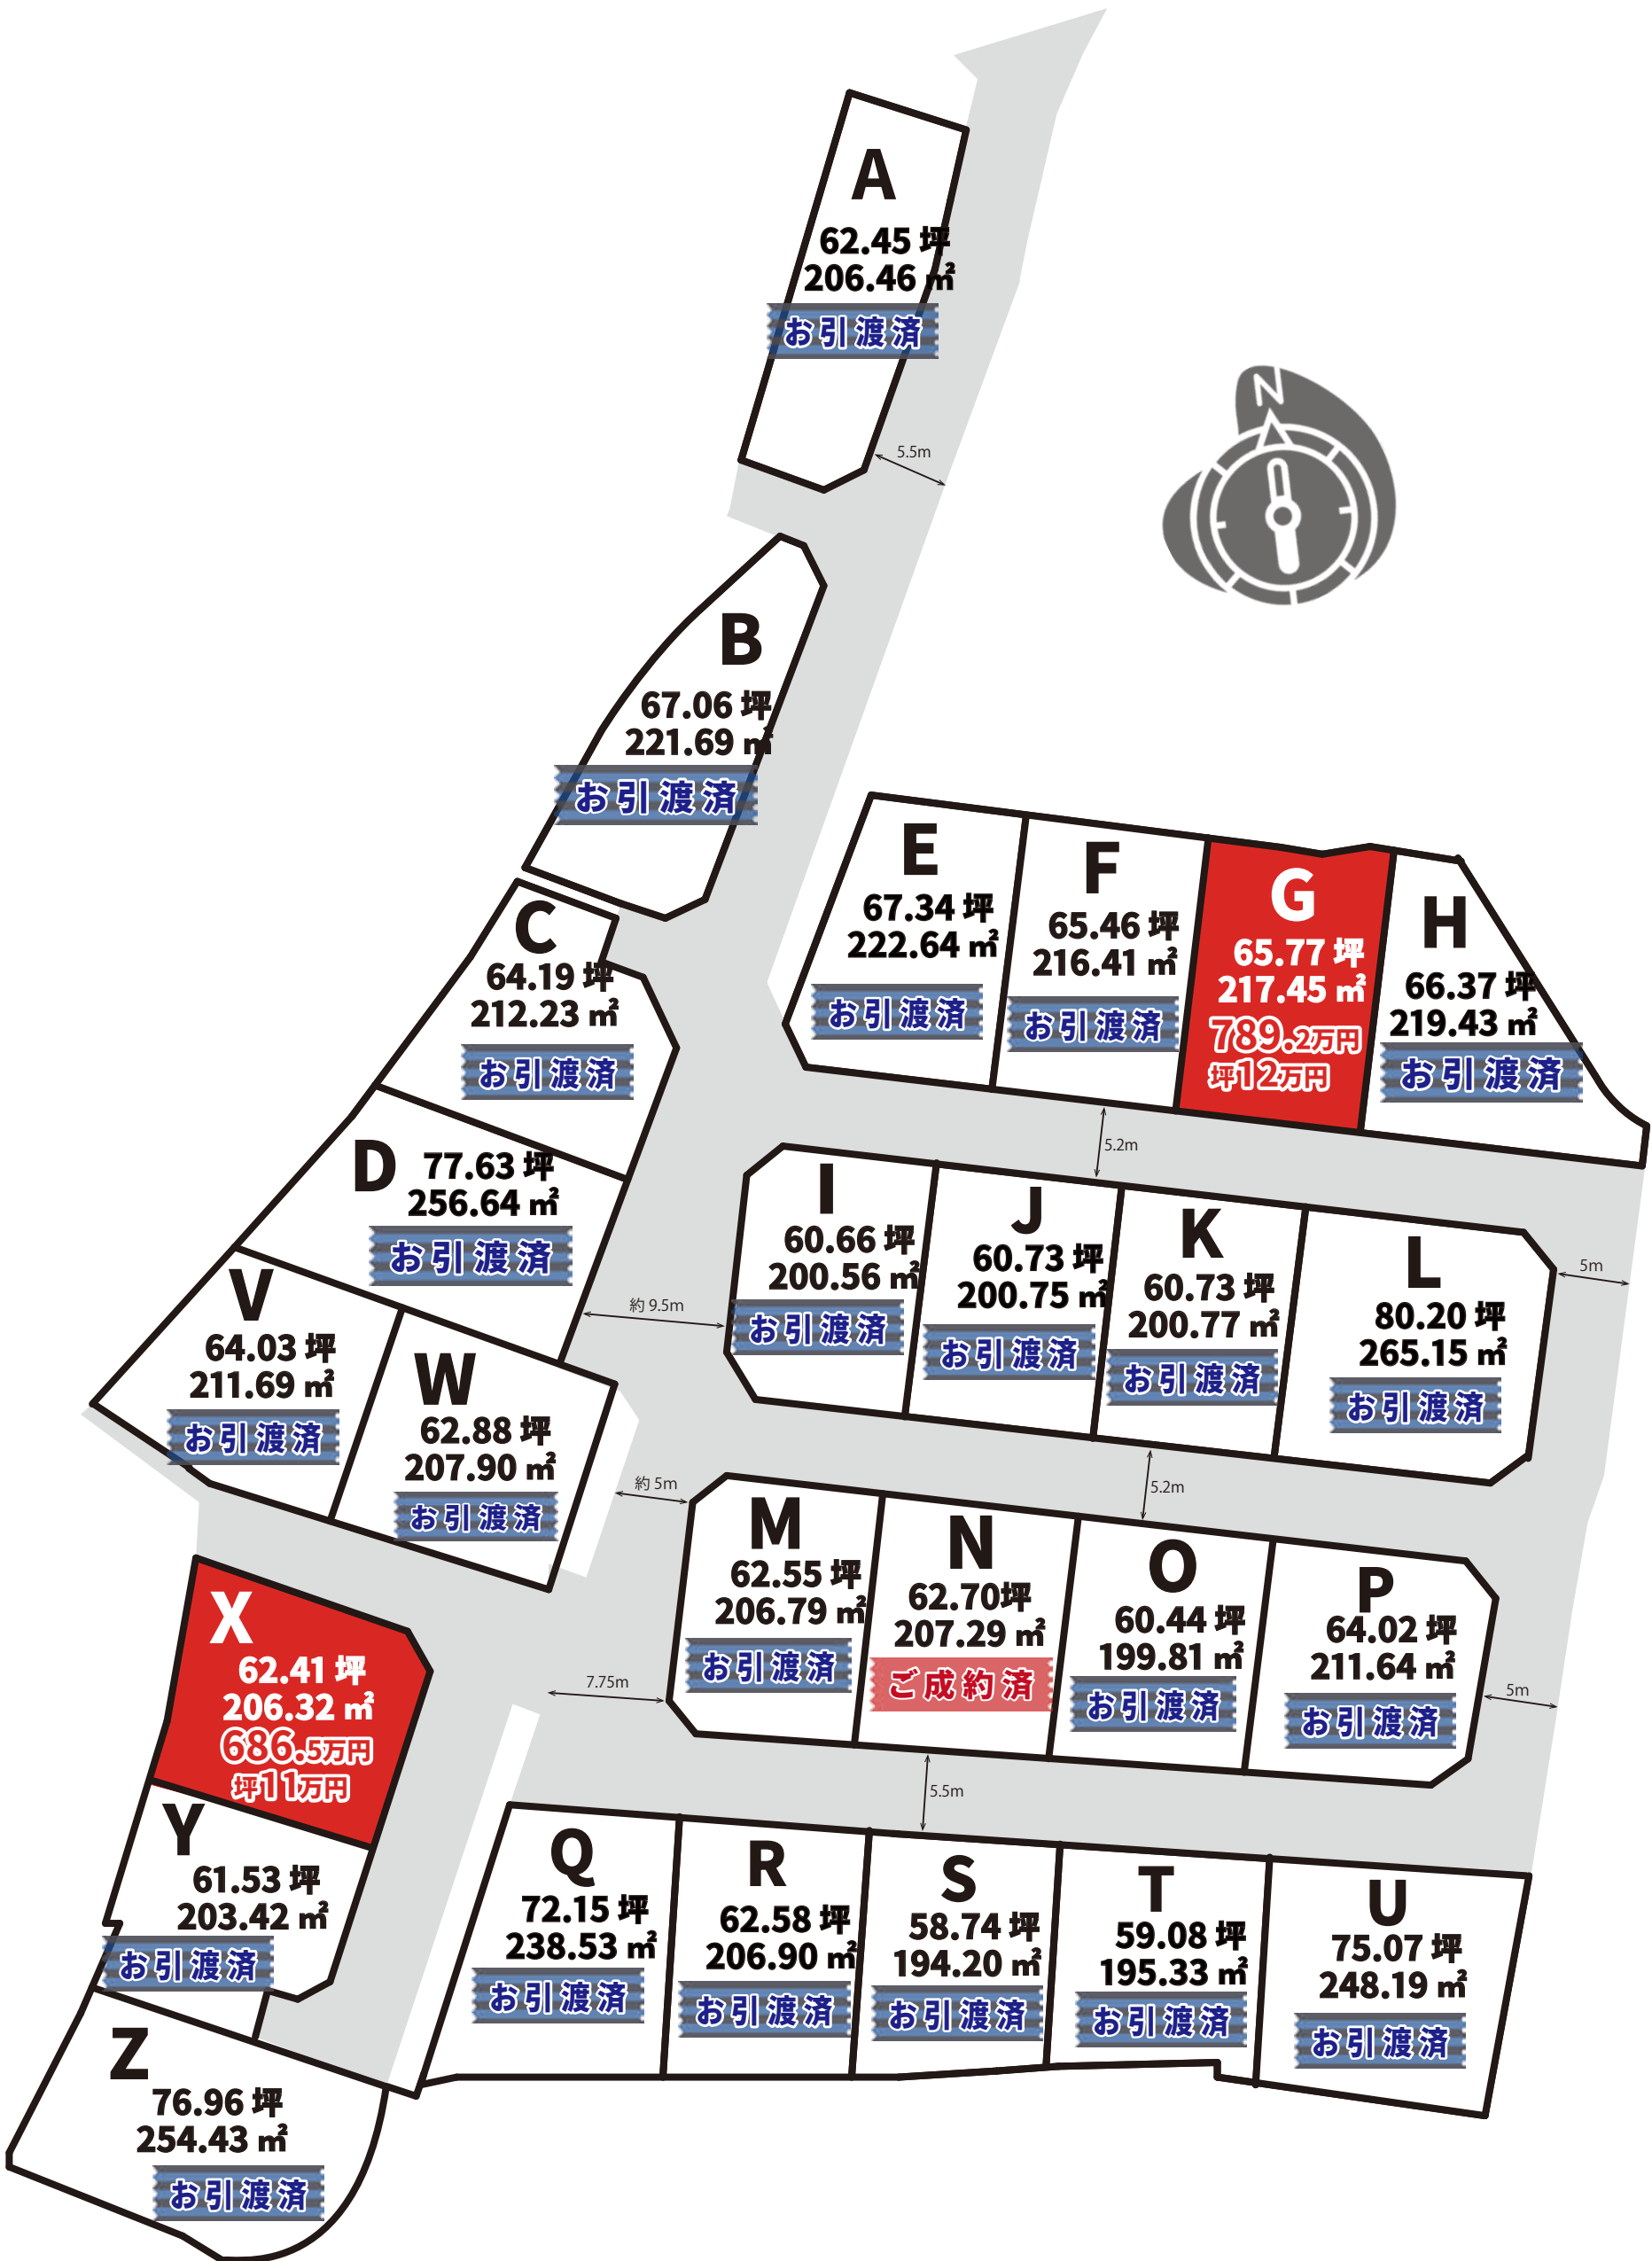 A
62.45 坪
206.46 ㎡
お引渡済
5.5m
N
B
67.06 坪
221.69 ㎡
お引渡済
C
64.19 坪
212.23 ㎡
お引渡済
D
77.63 坪
256.64 ㎡
お引渡済
E
67.34 坪
222.64 ㎡
お引渡済
F
65.46 坪
216.41 ㎡
お引渡済
G
65.77 坪
217.45 ㎡
789.2万円
坪12万円
H
66.37 坪
219.43 ㎡
お引渡済
5.2m
I
60.66 坪
200.56 ㎡
お引渡済
J
60.73 坪
200.75 ㎡
お引渡済
K
60.73 坪
200.77 ㎡
お引渡済
L
80.20 坪
265.15 ㎡
お引渡済
5m
約 9.5m
V
64.03 坪
211.69 ㎡
お引渡済
W
62.88 坪
207.90 ㎡
お引渡済
約 5m
5.2m
M
62.55 坪
206.79 ㎡
お引渡済
N
62.70坪
207.29 ㎡
ご成約済
O
60.44 坪
199.81 ㎡
お引渡済
P
64.02 坪
211.64 ㎡
お引渡済
5m
7.75m
5.5m
X
62.41 坪
206.32 ㎡
686.5万円
坪11万円
Y
61.53 坪
203.42 ㎡
お引渡済
Z
76.96 坪
254.43 ㎡
お引渡済
Q
72.15 坪
238.53 ㎡
お引渡済
R
62.58 坪
206.90 ㎡
お引渡済
S
58.74 坪
194.20 ㎡
お引渡済
T
59.08 坪
195.33 ㎡
お引渡済
U
75.07 坪
248.19 ㎡
お引渡済